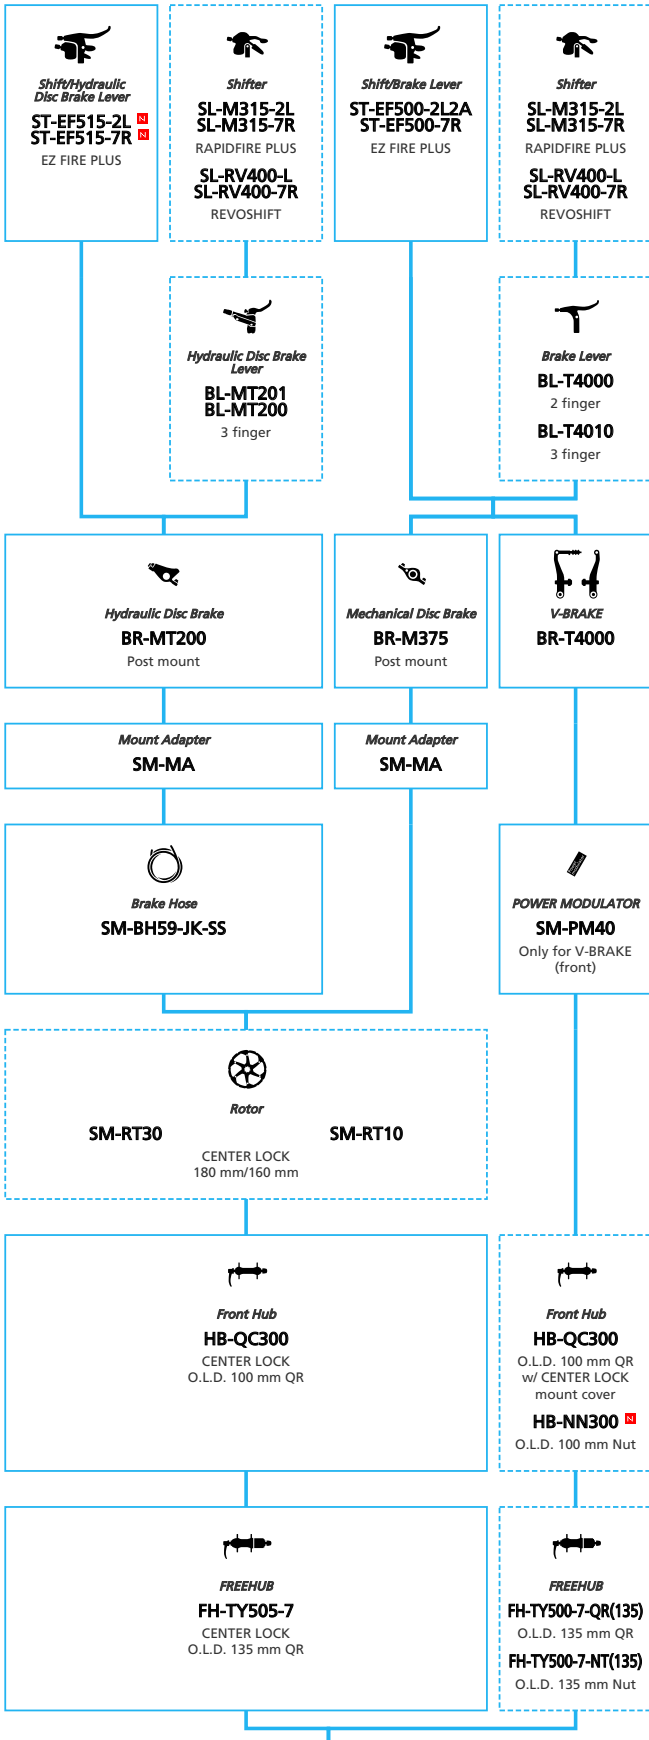 Shift/Hydraulic
Disc Brake Lever
ST-EF515-2L N
ST-EF515-7R N
EZ FIRE PLUS
Shifter
SL-M315-2L
SL-M315-7R
RAPIDFIRE PLUS
SL-RV400-L
SL-RV400-7R
REVOSHIFT
Shift/Brake Lever
ST-EF500-2L2A
ST-EF500-7R
EZ FIRE PLUS
Shifter
SL-M315-2L
SL-M315-7R
RAPIDFIRE PLUS
SL-RV400-L
SL-RV400-7R
REVOSHIFT
Hydraulic Disc Brake
Lever
BL-MT201
BL-MT200
3 finger
Brake Lever
BL-T4000
2 finger
BL-T4010
3 finger
Hydraulic Disc Brake
BR-MT200
Post mount
Mechanical Disc Brake
BR-M375
Post mount
V-BRAKE
BR-T4000
Mount Adapter
SM-MA
Mount Adapter
SM-MA
Brake Hose
SM-BH59-JK-SS
POWER MODULATOR
SM-PM40
Only for V-BRAKE
(front)
Rotor
SM-RT30 SM-RT10
CENTER LOCK
180 mm/160 mm
Front Hub
HB-QC300
CENTER LOCK
O.L.D. 100 mm QR
Front Hub
HB-QC300
O.L.D. 100 mm QR
w/ CENTER LOCK
mount cover
HB-NN300 N
O.L.D. 100 mm Nut
FREEHUB
FH-TY505-7
CENTER LOCK
O.L.D. 135 mm QR
FREEHUB
FH-TY500-7-QR(135)
O.L.D. 135 mm QR
FH-TY500-7-NT(135)
O.L.D. 135 mm Nut